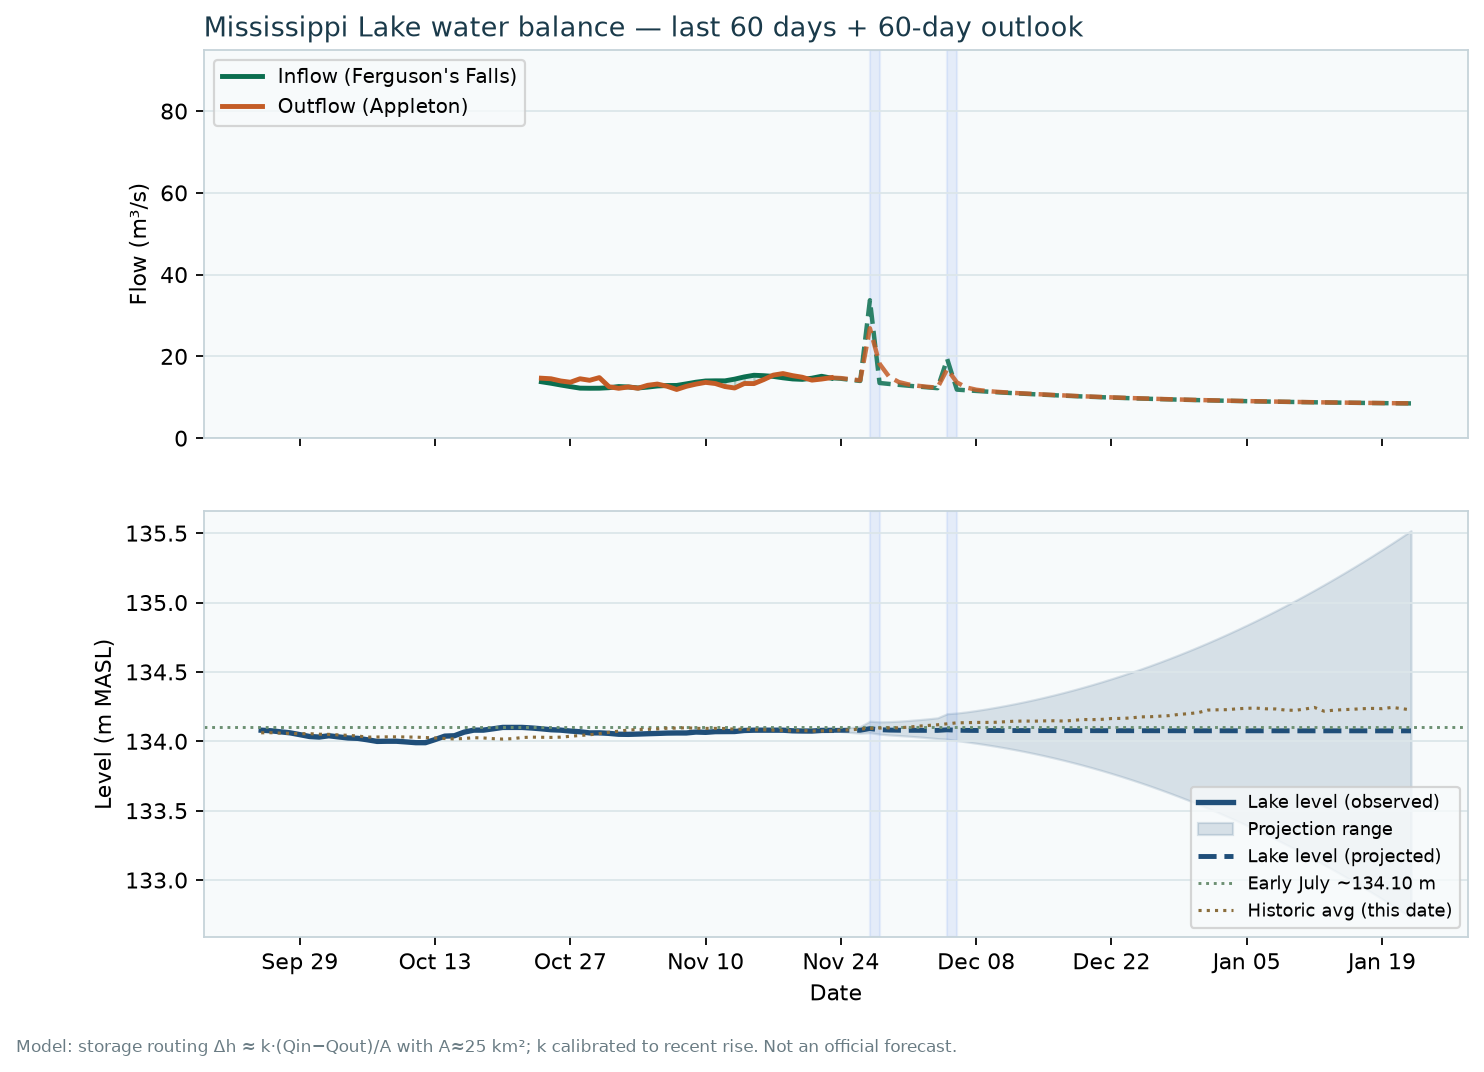 Mississippi Lake water balance — last 60 days + 60-day outlook
Inflow (Ferguson's Falls)
Outflow (Appleton)
Flow (m³/s)
80
60
40
20
0
135.5
135.0
134.5
134.0
133.5
133.0
Level (m MASL)
Lake level (observed)
Projection range
Lake level (projected)
Early July ~134.10 m
Historic avg (this date)
Sep 29
Oct 13
Oct 27
Nov 10
Nov 24
Dec 08
Dec 22
Jan 05
Jan 19
Date
Model: storage routing Δh ≈ k·(Qin−Qout)/A with A≈25 km²; k calibrated to recent rise. Not an official forecast.